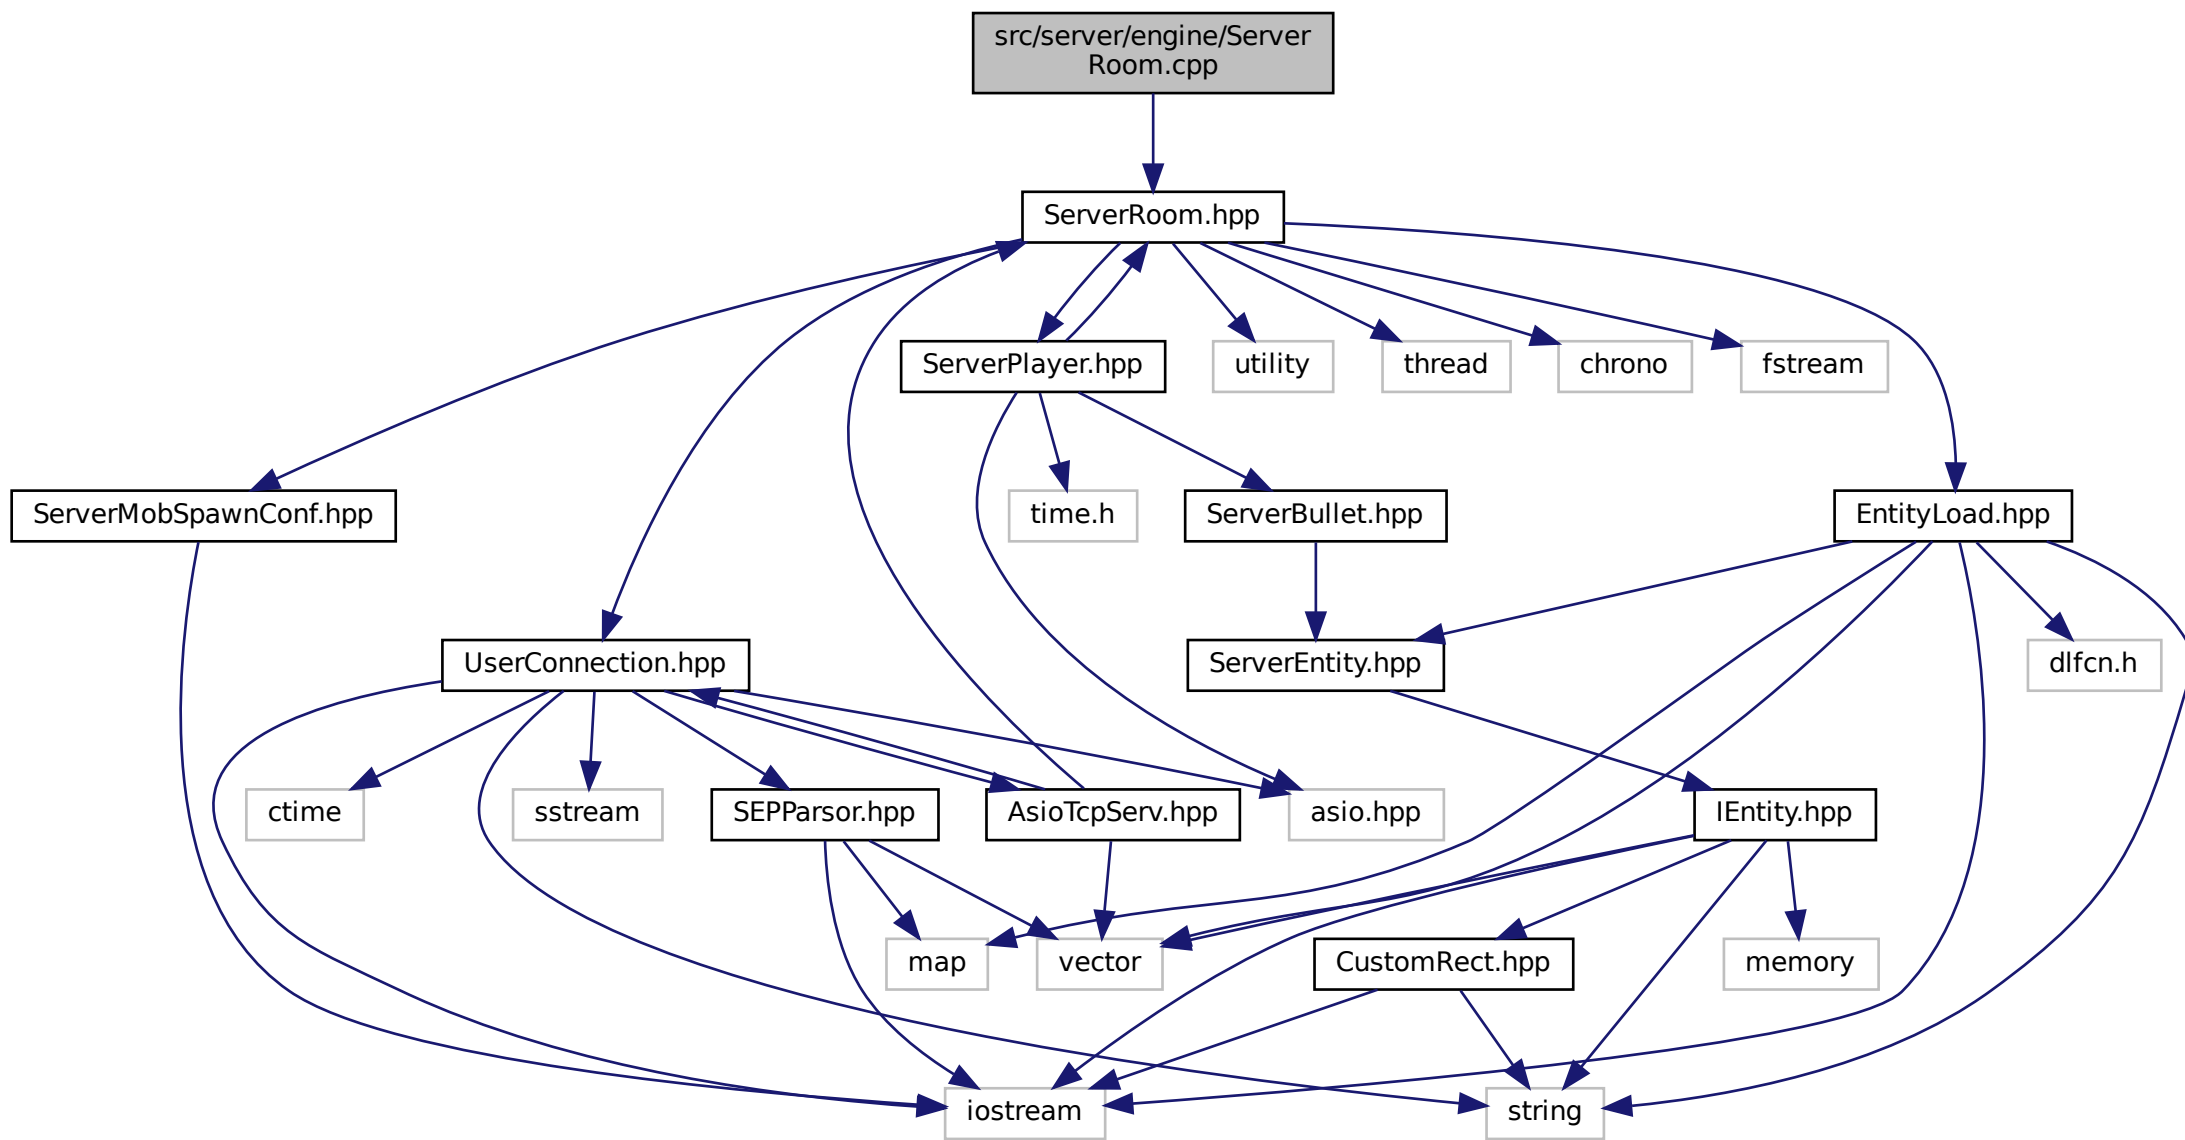 src/server/engine/Server
Room.cpp
ServerRoom.hpp
ServerPlayer.hpp
utility
thread
chrono
fstream
ServerMobSpawnConf.hpp
time.h
ServerBullet.hpp
EntityLoad.hpp
UserConnection.hpp
ServerEntity.hpp
dlfcn.h
ctime
sstream
SEPParsor.hpp
AsioTcpServ.hpp
asio.hpp
IEntity.hpp
map
vector
CustomRect.hpp
memory
iostream
string